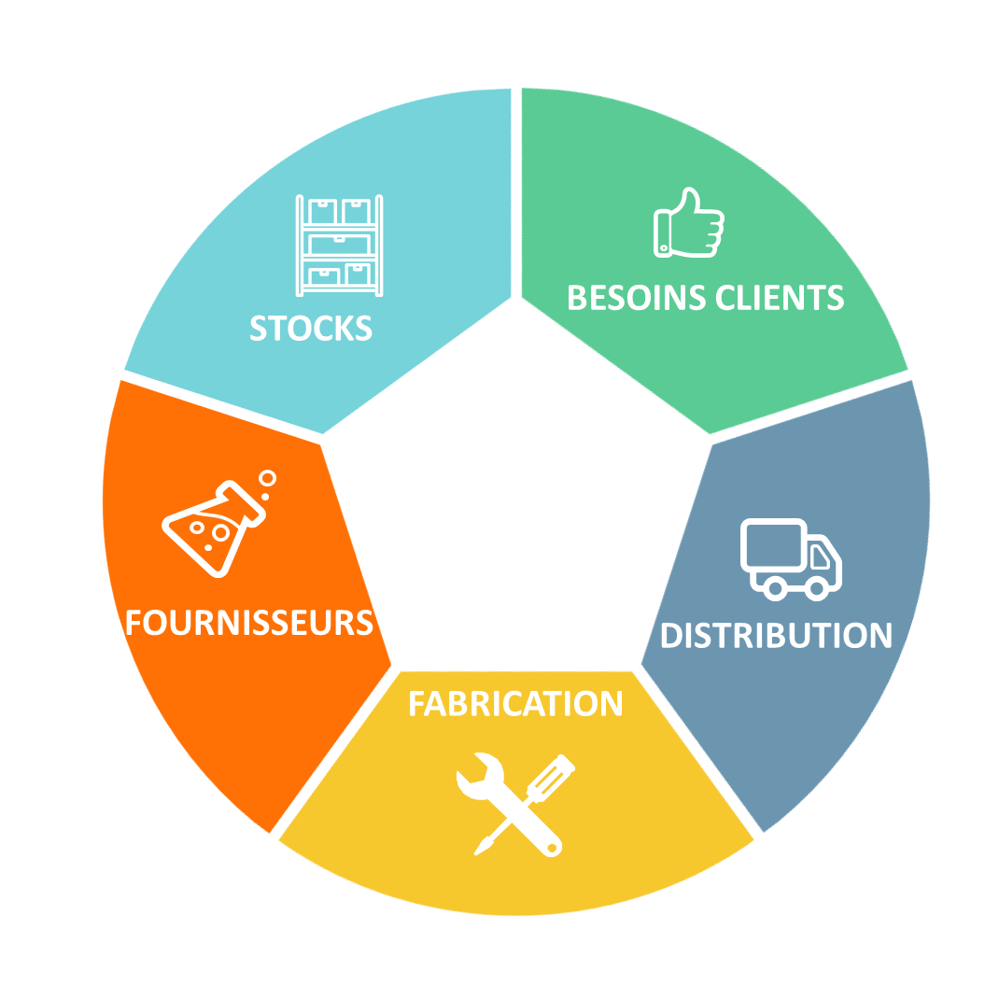 BESOINS CLIENTS
STOCKS
FOURNISSEURS
DISTRIBUTION
FABRICATION